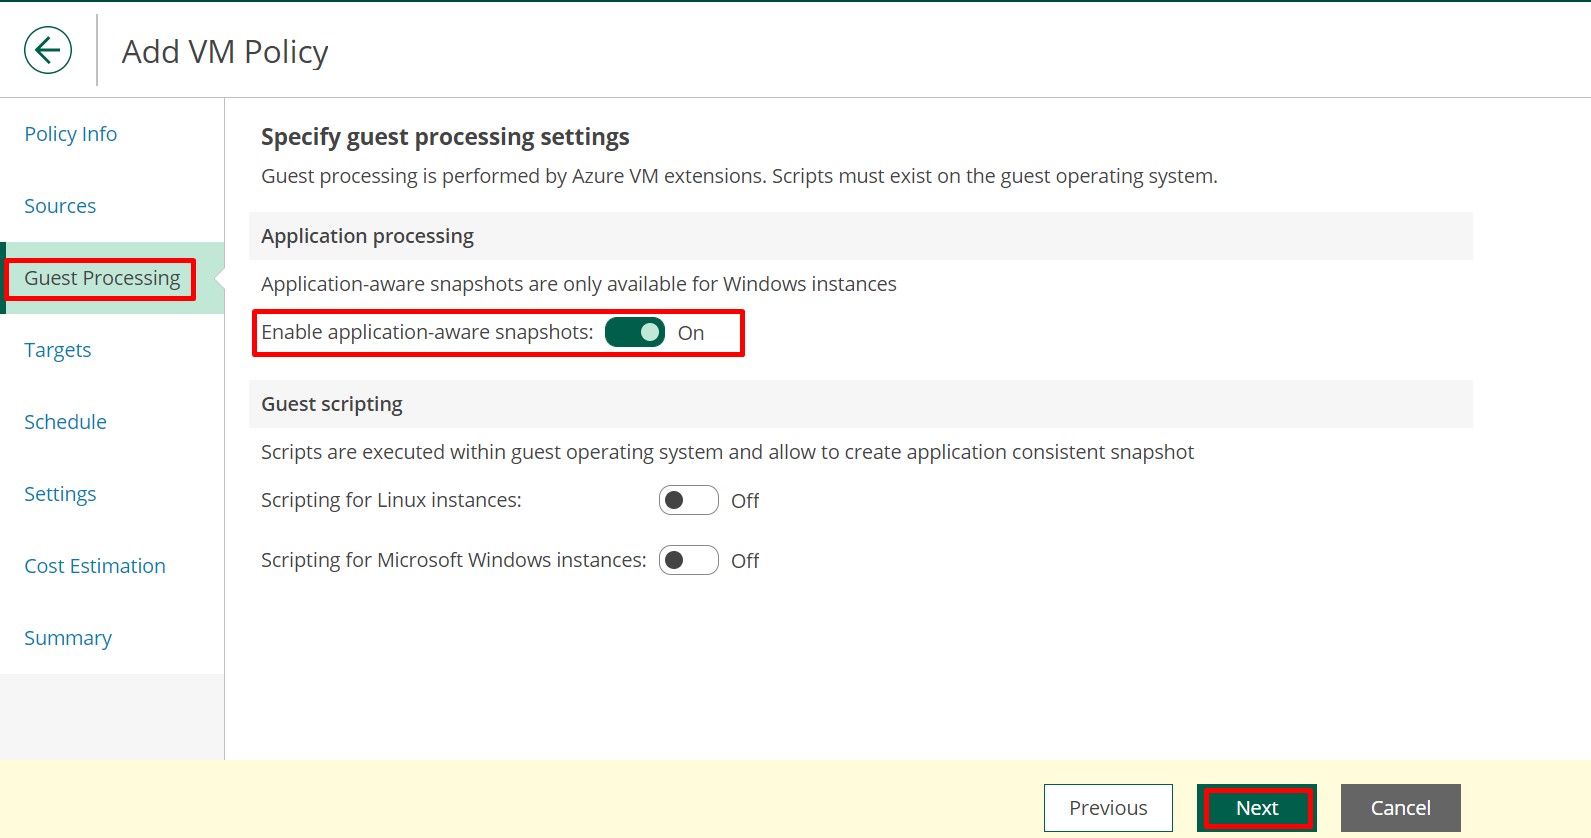 Add VM Policy
Policy Info
Sources
Guest Processing
Targets
Schedule
Settings
Cost Estimation
Summary
Specify guest processing settings
Guest processing is performed by Azure VM extensions. Scripts must exist on the guest operating system.
Application processing
Application-aware snapshots are only available for Windows instances
Enable application-aware snapshots: On
Guest scripting
Scripts are executed within guest operating system and allow to create application consistent snapshot
Scripting for Linux instances: Off
Scripting for Microsoft Windows instances: Off
Previous Next Cancel